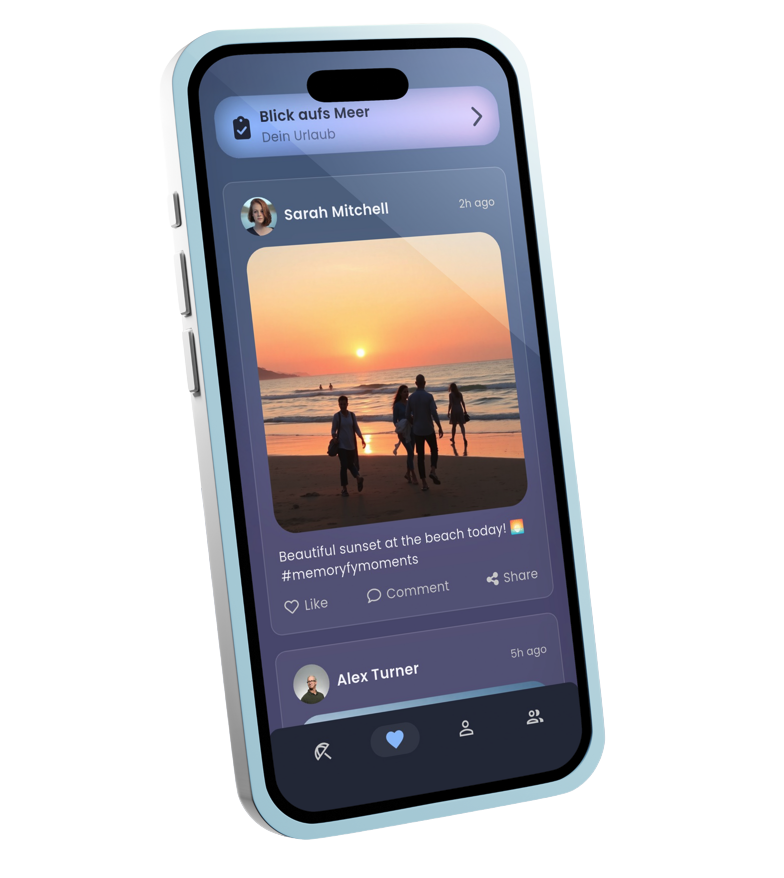 Blick aufs Meer
Dein Urlaub
Sarah Mitchell
2h ago
Beautiful sunset at the beach today! 🌅
#memoryfymoments
Like
Comment
Share
Alex Turner
5h ago